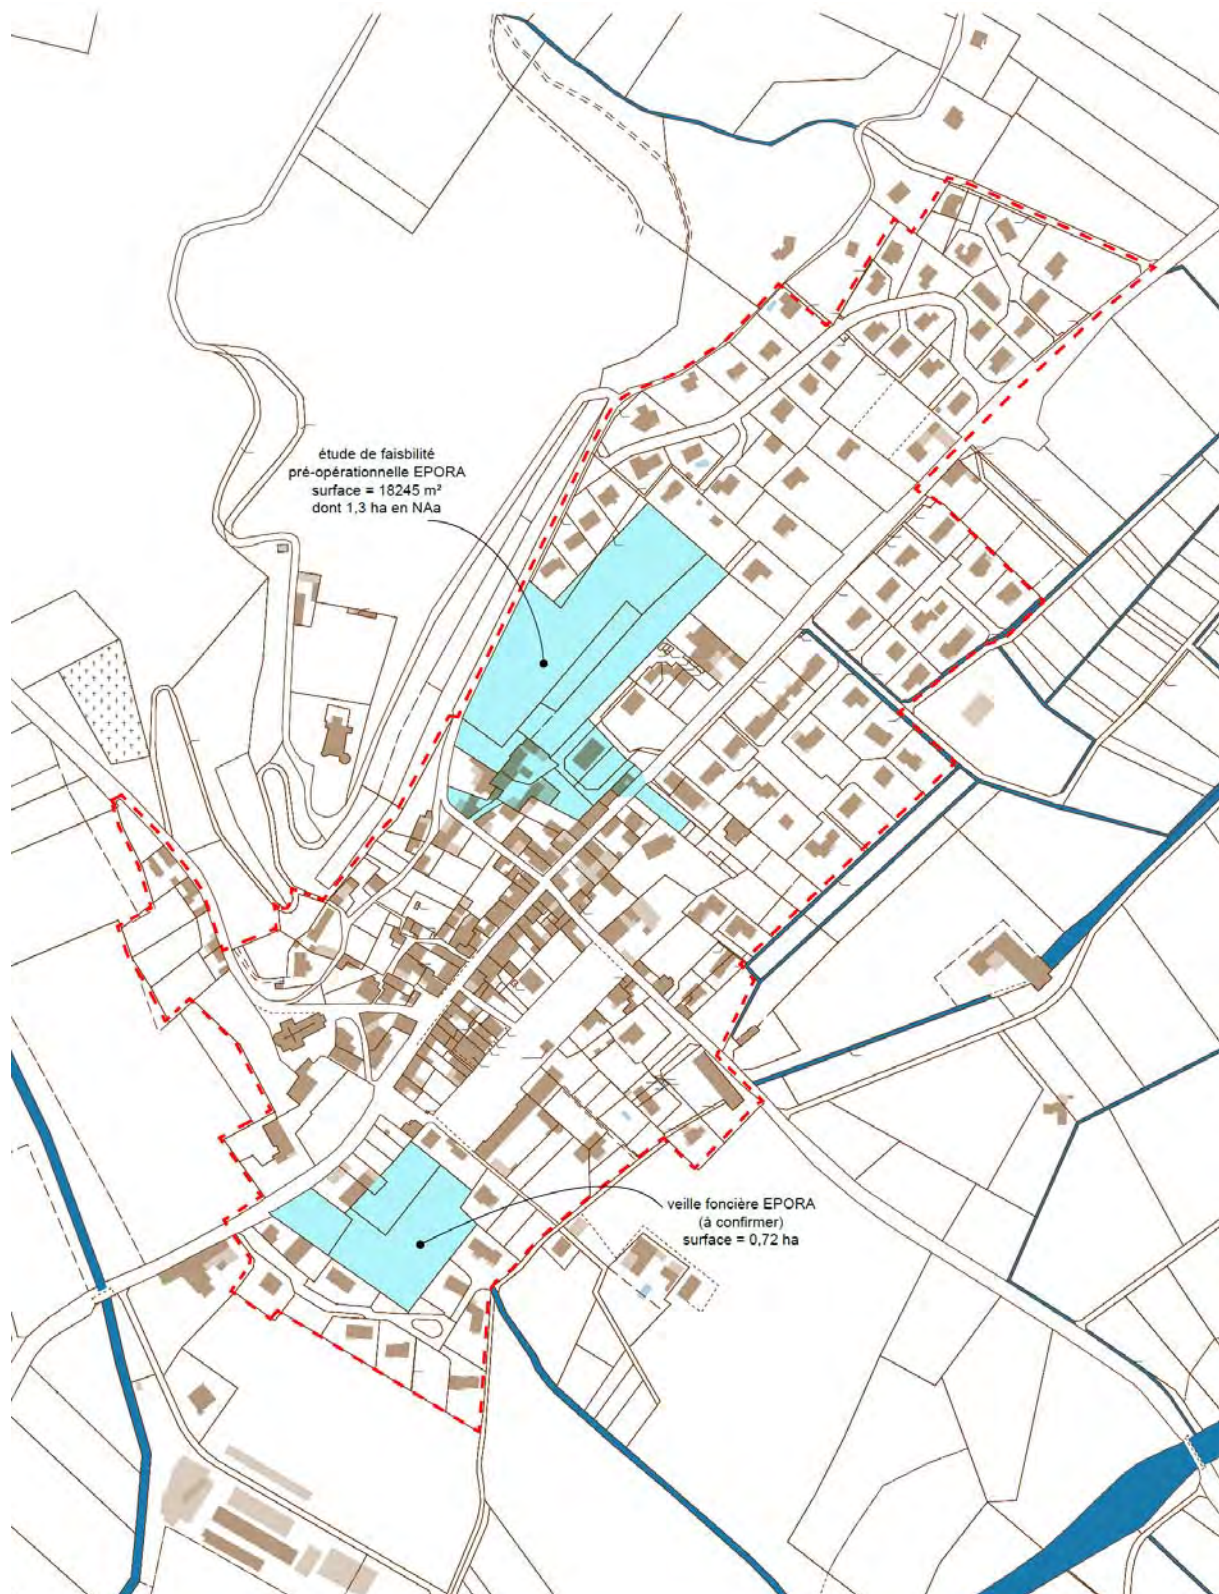 étude de faisbilité
pré-opérationnelle EPORA
surface = 18245 m²
dont 1,3 ha en NAa
veille foncière EPORA
(à confirmer)
surface = 0,72 ha